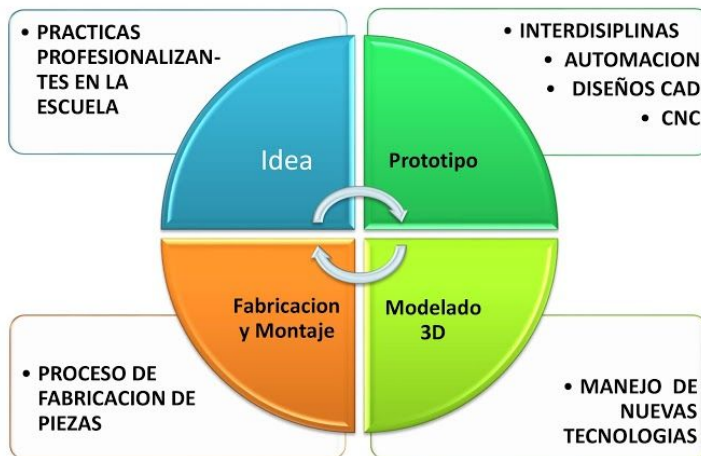 • PRACTICAS
PROFESIONALIZAN-
TES EN LA
ESCUELA
• INTERDISIPLINAS
• AUTOMACION
• DISEÑOS CAD
• CNC
Idea
Prototipo
Fabricacion
y Montaje
Modelado
3D
• PROCESO DE
FABRICACION DE
PIEZAS
• MANEJO DE
NUEVAS
TECNOLOGIAS